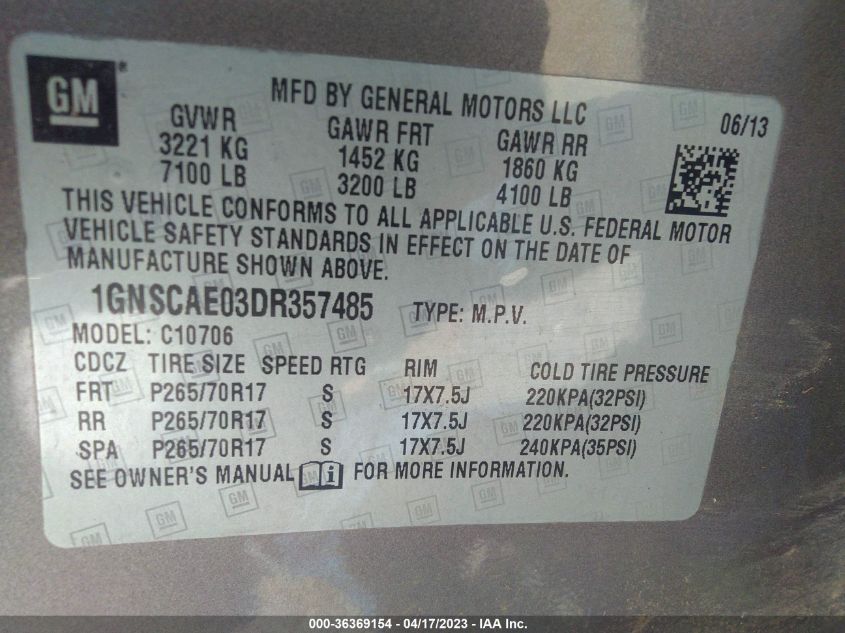 GM
MFD BY GENERAL MOTORS LLC
06/13
GVWR GAWR FRT GAWR RR
3221 KG 1452 KG 1860 KG
7100 LB 3200 LB 4100 LB
THIS VEHICLE CONFORMS TO ALL APPLICABLE U.S. FEDERAL MOTOR
VEHICLE SAFETY STANDARDS IN EFFECT ON THE DATE OF
MANUFACTURE SHOWN ABOVE.
1GNSCAE03DR357485 TYPE: M.P.V.
MODEL: C10706
CDCZ TIRE SIZE SPEED RTG RIM COLD TIRE PRESSURE
FRT P265/70R17 S 17X7.5J 220KPA(32PSI)
RR P265/70R17 S 17X7.5J 220KPA(32PSI)
SPA P265/70R17 S 17X7.5J 240KPA(35PSI)
SEE OWNER'S MANUAL i FOR MORE INFORMATION.
000-36369154 - 04/17/2023 - IAA Inc.